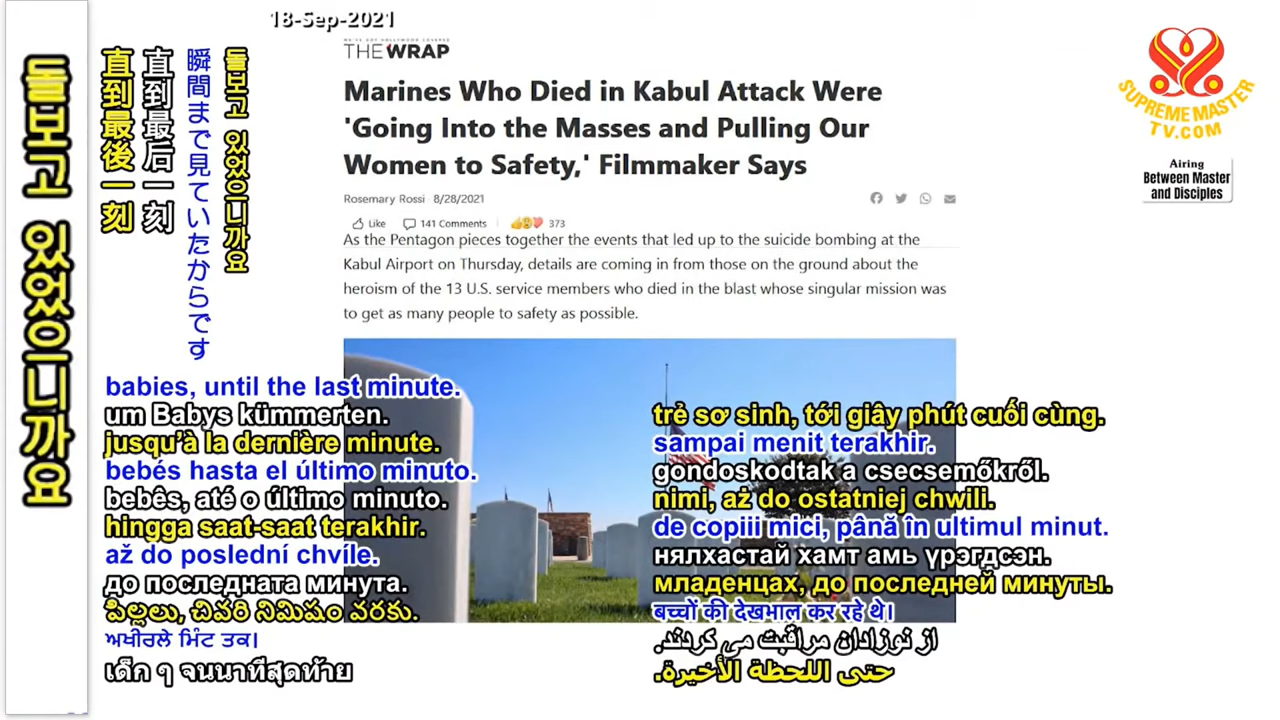 18-Sep-2021
THEWRAP
Marines Who Died in Kabul Attack Were
'Going Into the Masses and Pulling Our
Women to Safety,' Filmmaker Says
Rosemary Rossi 8/28/2021
Like 141 Comments 373
As the Pentagon pieces together the events that led up to the suicide bombing at the
Kabul Airport on Thursday, details are coming in from those on the ground about the
heroism of the 13 U.S. service members who died in the blast whose singular mission was
to get as many people to safety as possible.
SUPREME MASTER
TV.COM
Airing
Between Master
and Disciples
돌보고 있었으니까요
直到最後一刻
直到最后一刻
瞬間まで見ていたからです
돌보고 있었으니까요
babies, until the last minute.
um Babys kümmerten.
jusqu'à la dernière minute.
bebés hasta el último minuto.
bebês, até o último minuto.
hingga saat-saat terakhir.
až do poslední chvíle.
до последната минута.
పిల్లలు, చివరి నిమిషం వరకు.
ਅਖੀਰਲੇ ਮਿੰਟ ਤਕ।
เด็ก ๆ จนนาทีสุดท้าย
trẻ sơ sinh, tới giây phút cuối cùng.
sampai menit terakhir.
gondoskodtak a csecsemőkről.
nimi, aż do ostatniej chwili.
de copiii mici, până în ultimul minut.
нялхастай хамт амь үрэгдсэн.
младенцах, до последней минуты.
बच्चों की देखभाल कर रहे थे।
از نوزادان مراقبت می کردند.
حتى اللحظة الأخيرة.